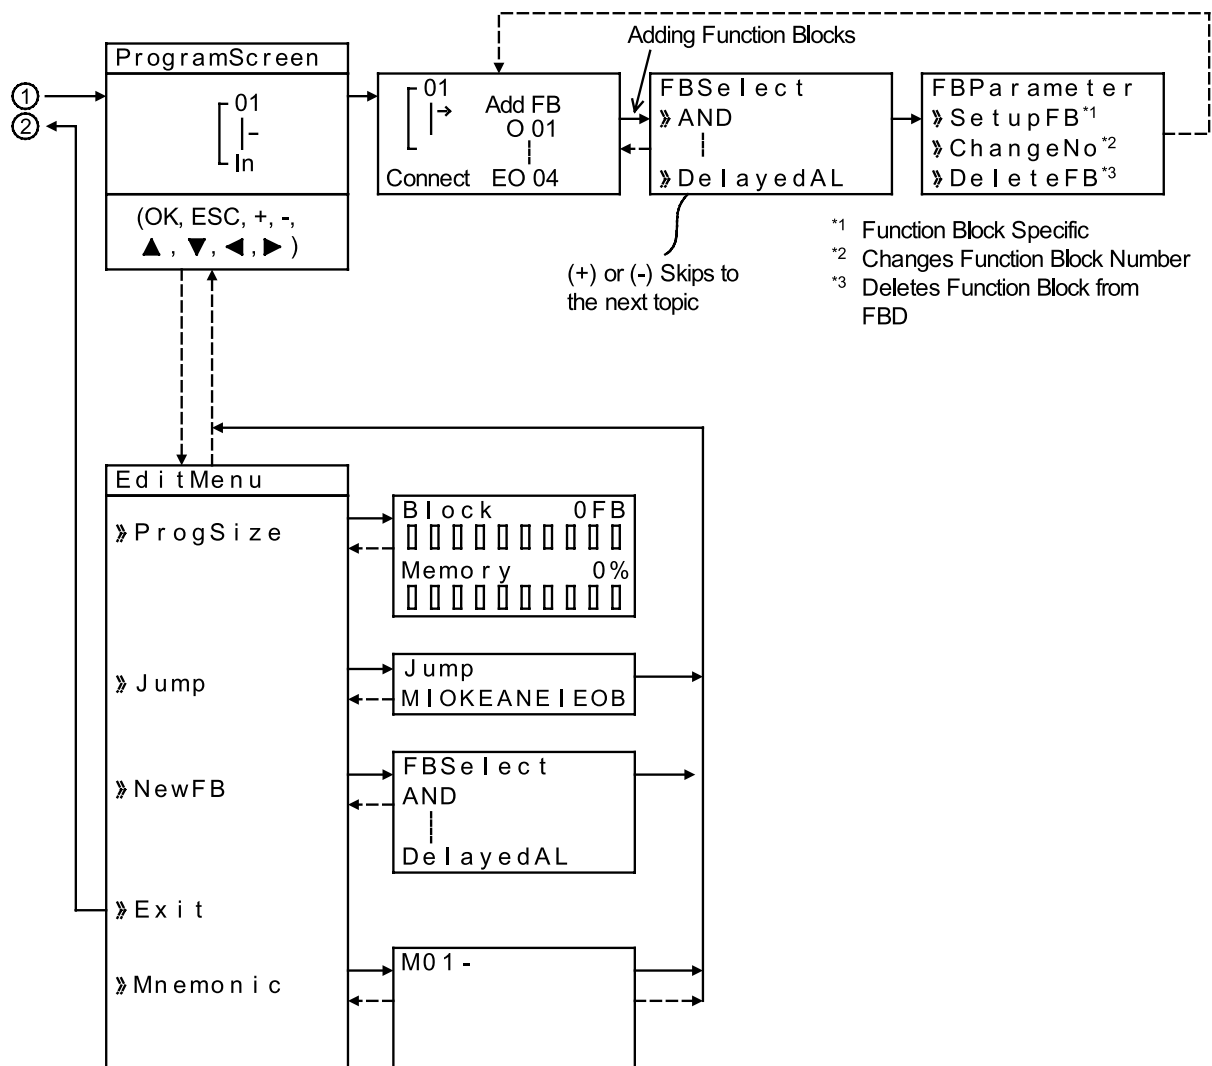 Adding Function Blocks
ProgramScreen
1
2
01
In
(OK, ESC, +, -,
▲ , ▼, ◀ , ▶ )
01
Add FB
O 01
Connect EO 04
FBSelect
》AND
》DelayedAL
(+) or (-) Skips to
the next topic
FBParameter
》SetupFB*1
》ChangeNo*2
》DeleteFB*3
*1 Function Block Specific
*2 Changes Function Block Number
*3 Deletes Function Block from
FBD
EditMenu
》ProgSize
Block 0FB
Memory 0%
》Jump
Jump
MIOKEANEIEOB
》NewFB
FBSelect
AND
DelayedAL
》Exit
》Mnemonic
M01-